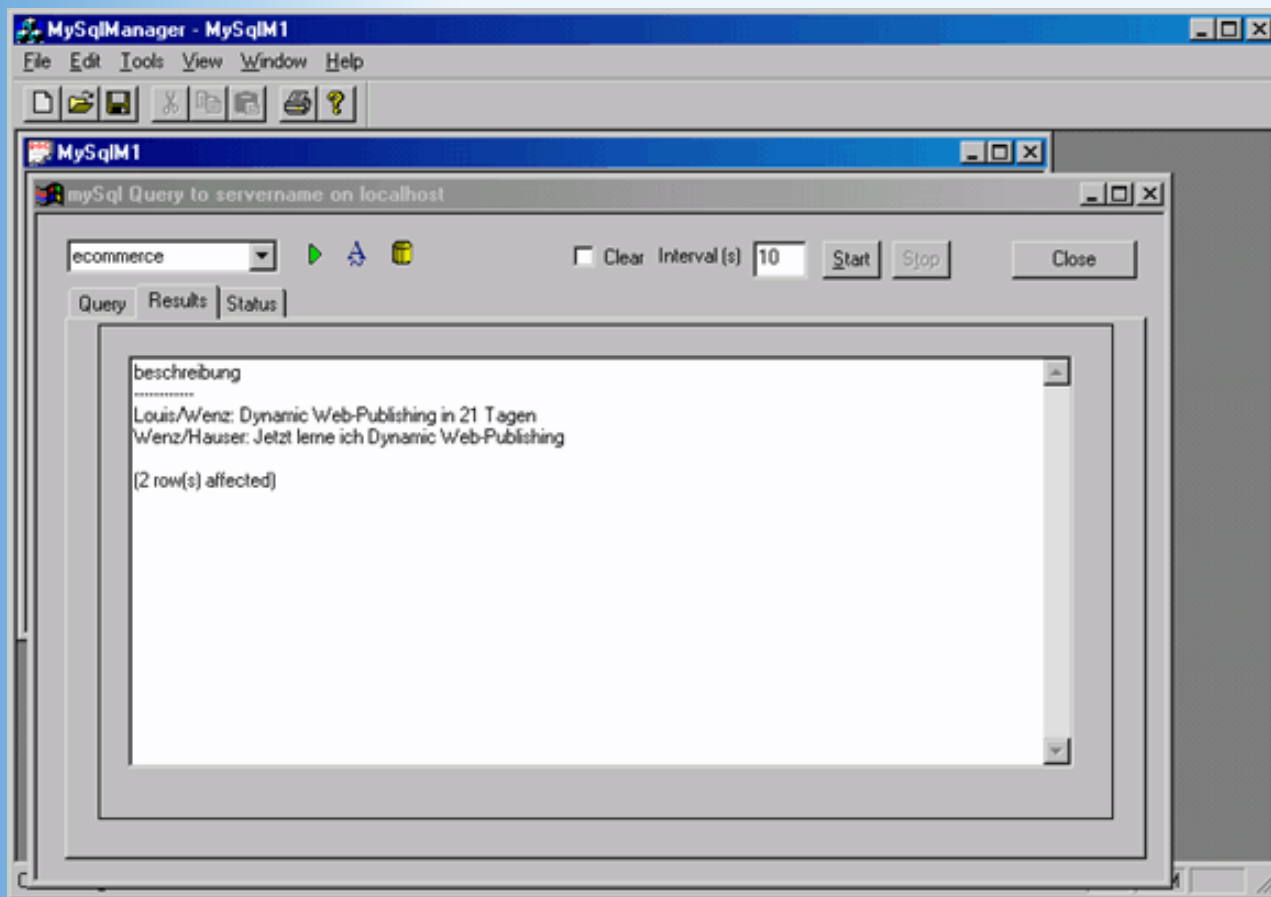 MySqlManager - MySqlM1
File Edit Tools View Window Help
MySqlM1
mySql Query to servername on localhost
ecommerce Clear Interval (s) 10 Start Stop Close
Query Results Status
beschreibung
-------------
Louis/Wenz: Dynamic Web-Publishing in 21 Tagen
Wenz/Hauser: Jetzt lerne ich Dynamic Web-Publishing
(2 row(s) affected)